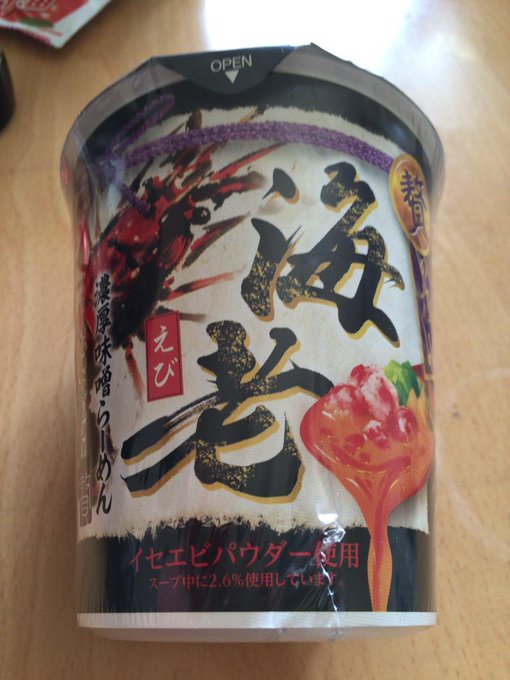 OPEN
贅
海老
えび
濃厚味噌らーめん
イセエビパウダー使用
スープ中に2.6%使用しています。